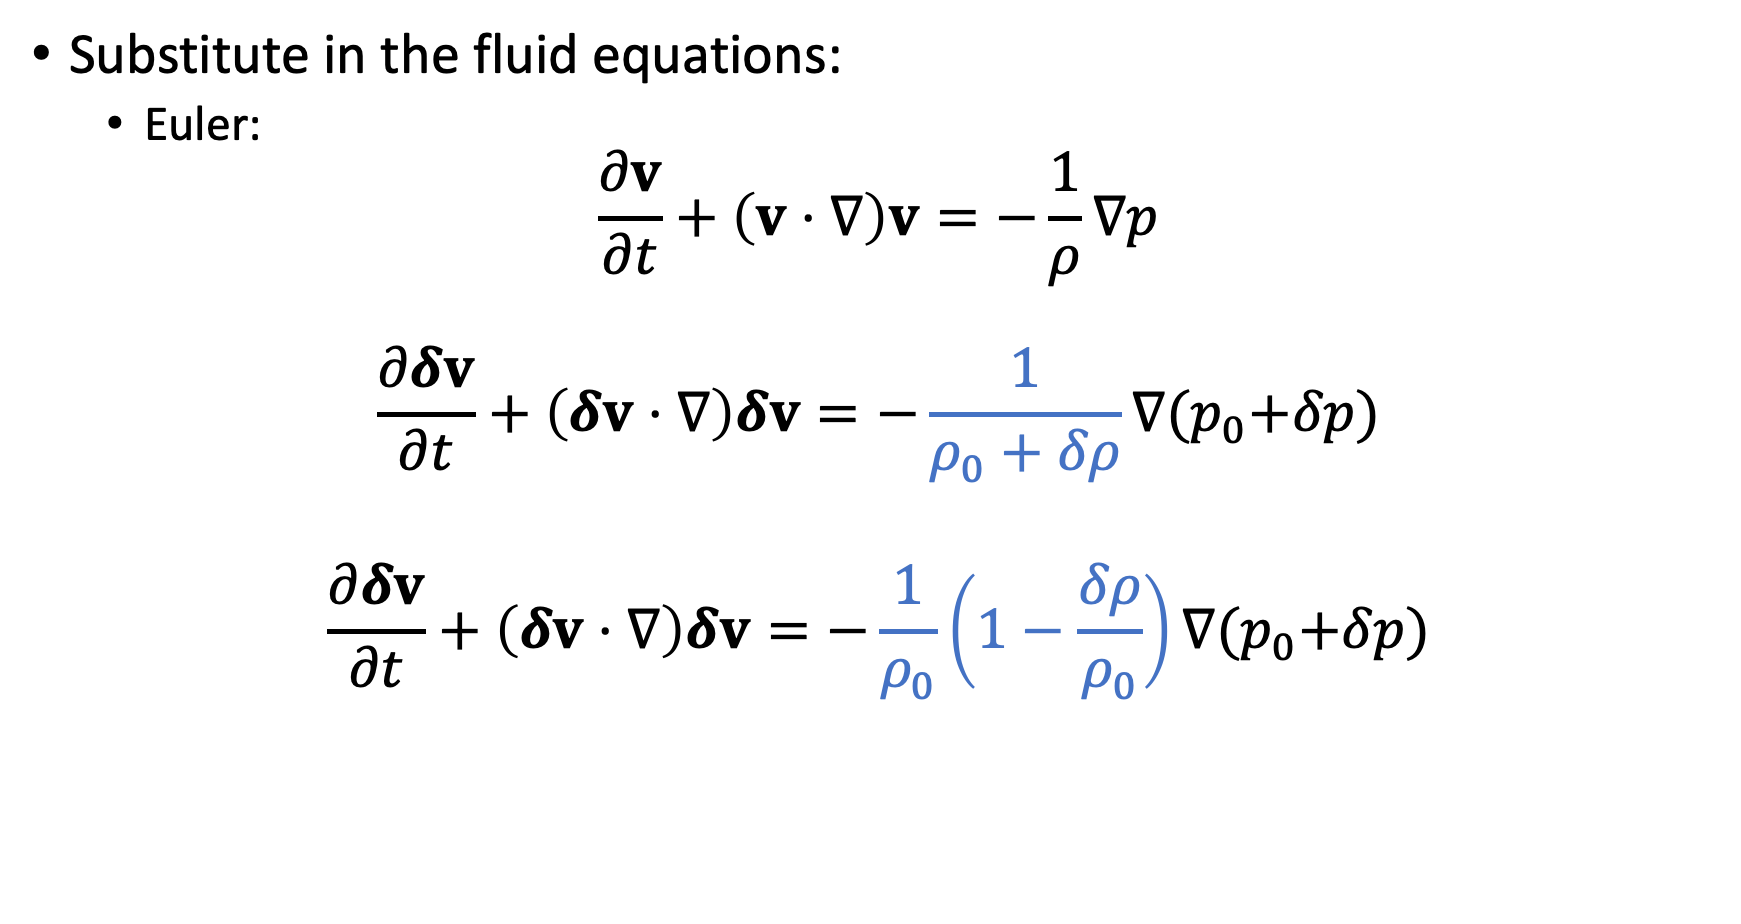 • Substitute in the fluid equations:
• Euler:
∂𝐯/∂t + (𝐯 · ∇)𝐯 = − 1/ρ ∇p
∂𝜹𝐯/∂t + (𝜹𝐯 · ∇)𝜹𝐯 = − 1/(ρ₀ + δρ) ∇(p₀+δp)
∂𝜹𝐯/∂t + (𝜹𝐯 · ∇)𝜹𝐯 = − 1/ρ₀ (1 − δρ/ρ₀) ∇(p₀+δp)